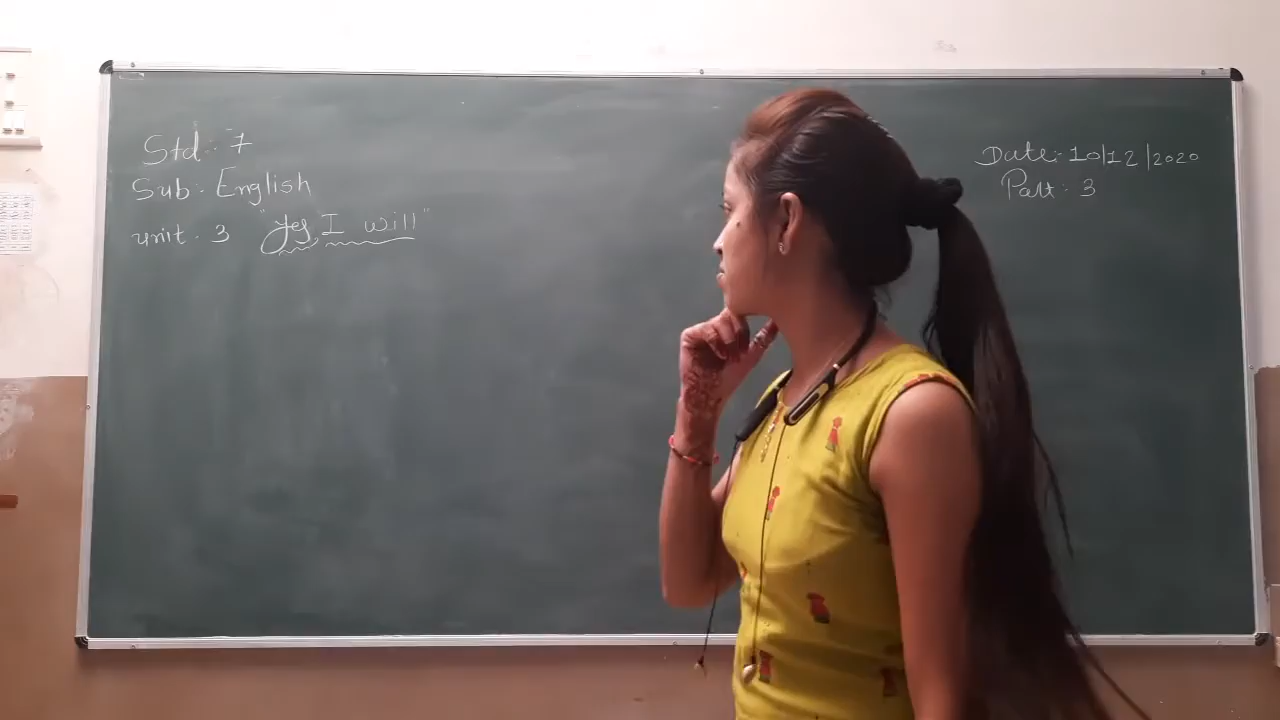 Std : 7
Sub : English
unit . 3 "Yes I will"
Date :- 10/12/2020
Part : 3